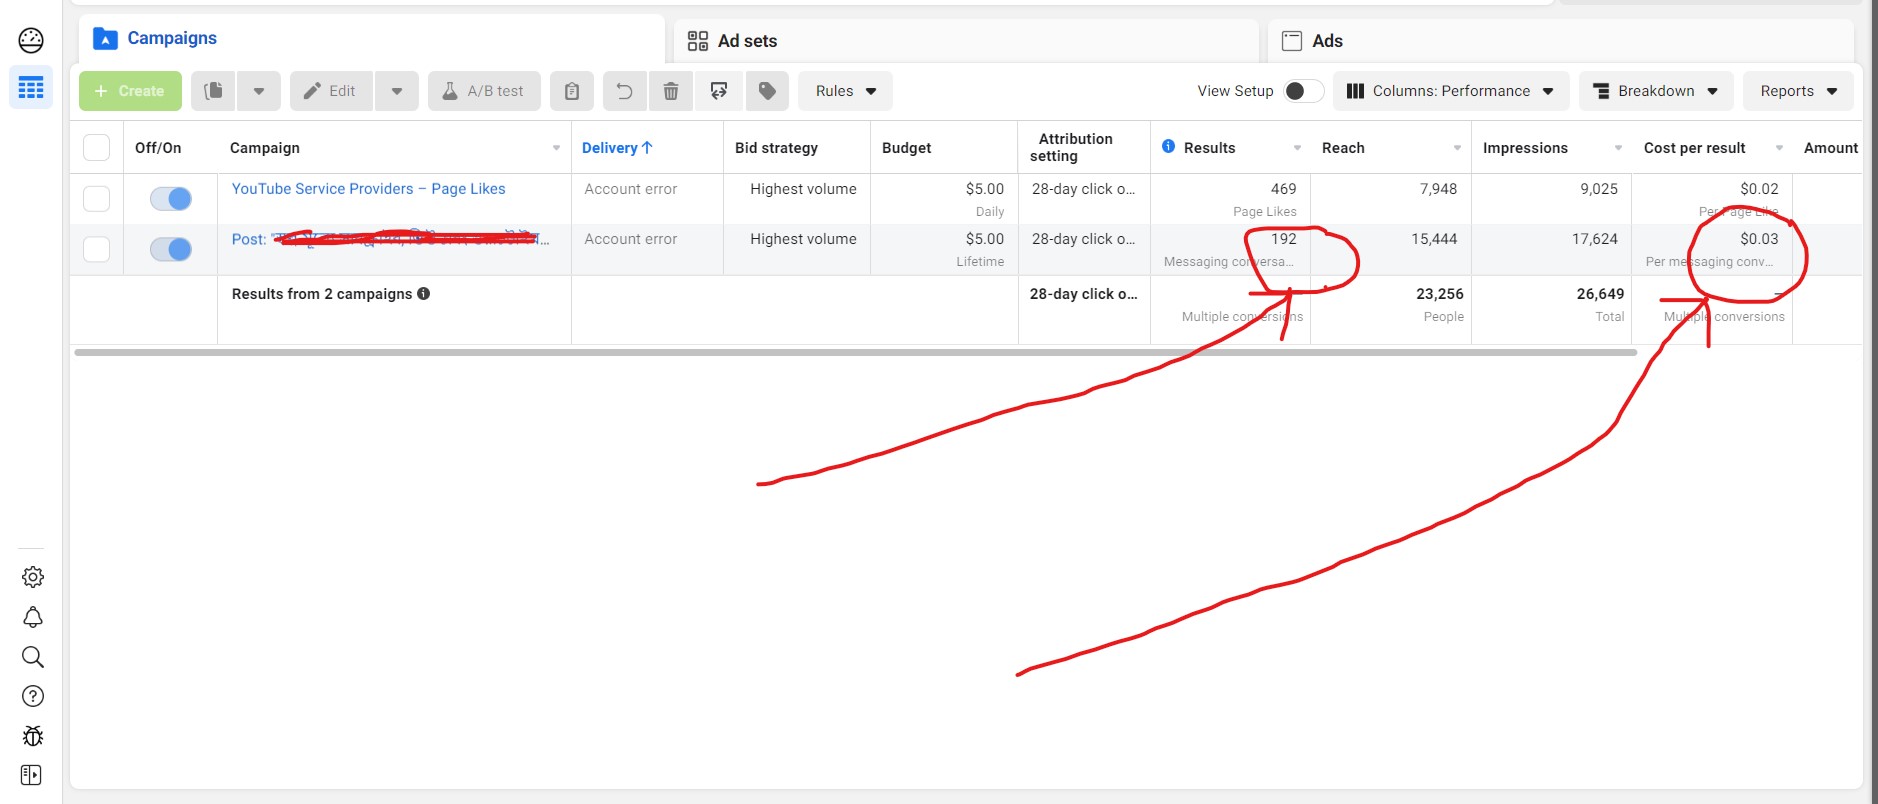 Campaigns
Ad sets
Ads
+ Create
Edit
A/B test
Rules
View Setup
Columns: Performance
Breakdown
Reports
Off/On
Campaign
Delivery ↑
Bid strategy
Budget
Attribution setting
Results
Reach
Impressions
Cost per result
Amount
YouTube Service Providers – Page Likes
Account error
Highest volume
$5.00
Daily
28-day click o...
469
Page Likes
7,948
9,025
$0.02
Per Page Like
Post: "
Account error
Highest volume
$5.00
Lifetime
28-day click o...
192
Messaging conversa...
15,444
17,624
$0.03
Per messaging conv...
Results from 2 campaigns
28-day click o...
Multiple conversions
23,256
People
26,649
Total
—
Multiple conversions